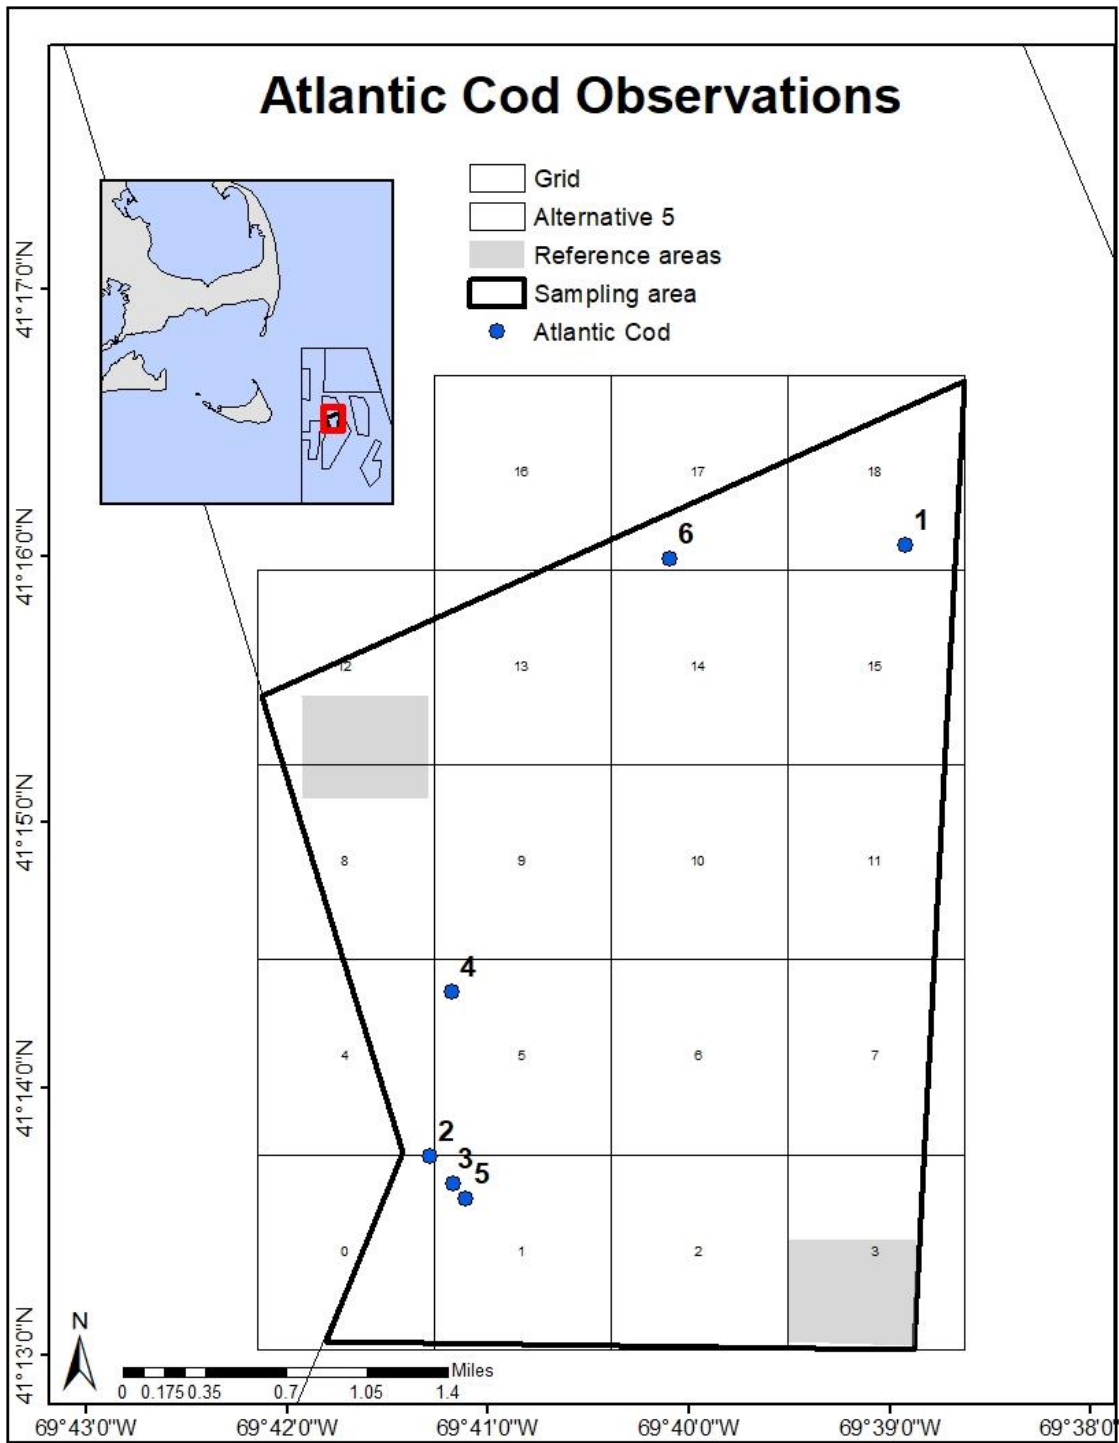 Atlantic Cod Observations
Grid
Alternative 5
Reference areas
Sampling area
Atlantic Cod
41°17'0"N
41°16'0"N
41°15'0"N
41°14'0"N
41°13'0"N
16 17 18
6 1
12 13 14 15
8 9 10 11
4
4 5 6 7
2
3 5
0 1 2 3
N
Miles
0 0.175 0.35 0.7 1.05 1.4
69°43'0"W 69°42'0"W 69°41'0"W 69°40'0"W 69°39'0"W 69°38'0"